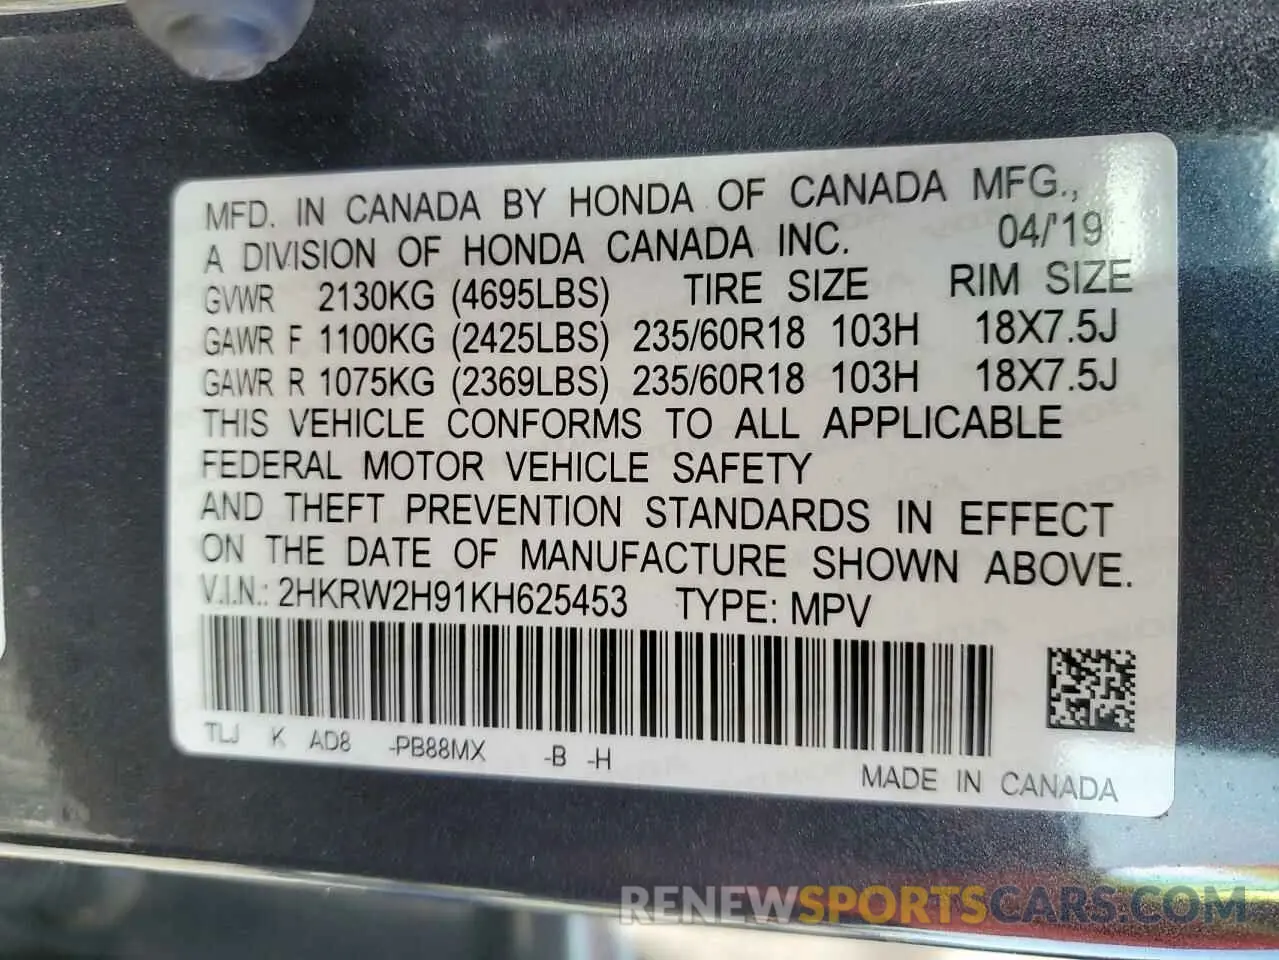 MFD. IN CANADA BY HONDA OF CANADA MFG.,
A DIVISION OF HONDA CANADA INC. 04/'19
GVWR 2130KG (4695LBS) TIRE SIZE RIM SIZE
GAWR F 1100KG (2425LBS) 235/60R18 103H 18X7.5J
GAWR R 1075KG (2369LBS) 235/60R18 103H 18X7.5J
THIS VEHICLE CONFORMS TO ALL APPLICABLE
FEDERAL MOTOR VEHICLE SAFETY
AND THEFT PREVENTION STANDARDS IN EFFECT
ON THE DATE OF MANUFACTURE SHOWN ABOVE.
V.I.N.: 2HKRW2H91KH625453 TYPE: MPV
TLJ K AD8 -PB88MX -B -H
MADE IN CANADA
RENEWSPORTSCARS.COM